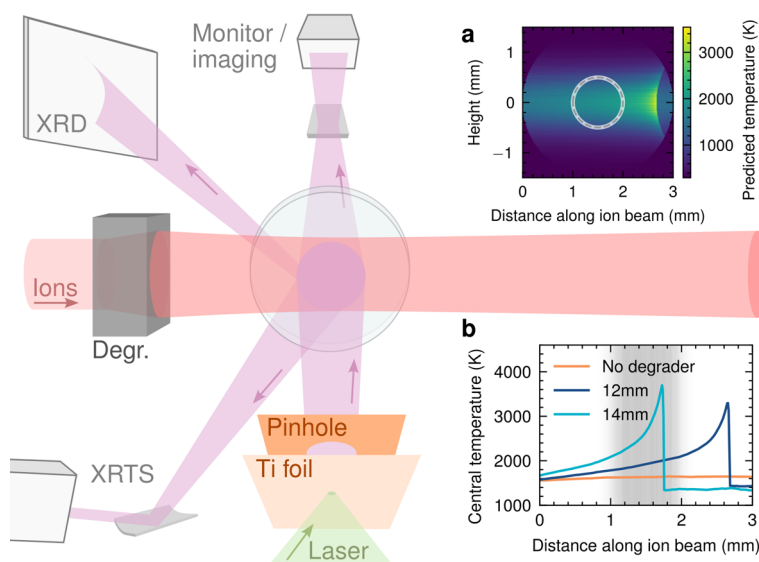 Monitor /
imaging
XRD
Ions
Degr.
XRTS
Pinhole
Ti foil
Laser
a
Height (mm)
1
0
−1
0
1
2
3
Distance along ion beam (mm)
3000
2000
1000
Predicted temperature (K)
b
Central temperature (K)
4000
3000
2000
1000
No degrader
12mm
14mm
0
1
2
3
Distance along ion beam (mm)